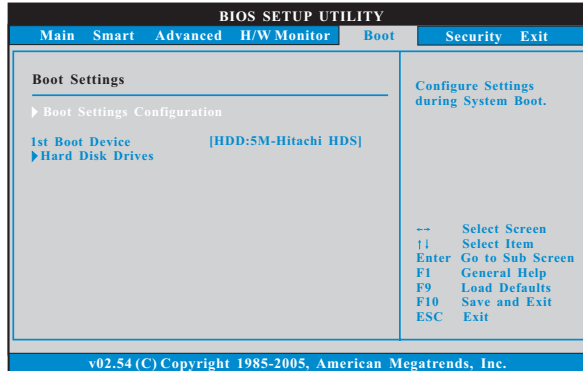 BIOS SETUP UTILITY
Main Smart Advanced H/W Monitor Boot Security Exit
Boot Settings
Boot Settings Configuration
1st Boot Device [HDD:5M-Hitachi HDS]
Hard Disk Drives
Configure Settings
during System Boot.
←→ Select Screen
↑↓ Select Item
Enter Go to Sub Screen
F1 General Help
F9 Load Defaults
F10 Save and Exit
ESC Exit
v02.54 (C) Copyright 1985-2005, American Megatrends, Inc.